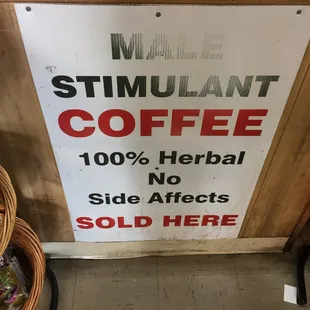 MALE
STIMULANT
COFFEE
100% Herbal
No
Side Affects
SOLD HERE